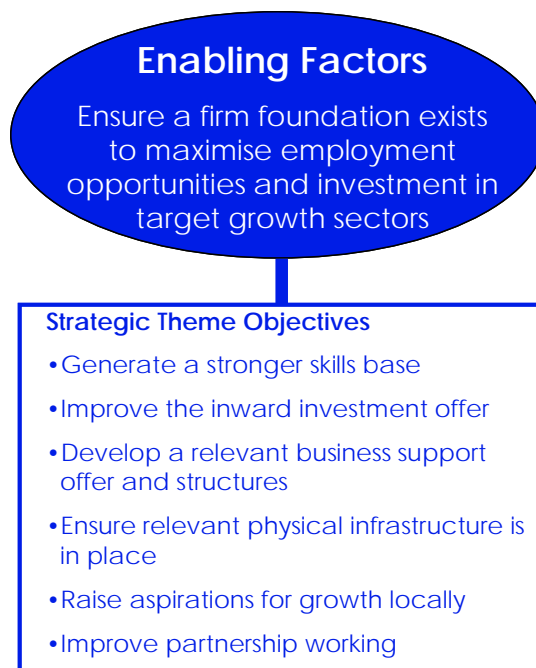 Enabling Factors
Ensure a firm foundation exists
to maximise employment
opportunities and investment in
target growth sectors
Strategic Theme Objectives
•Generate a stronger skills base
•Improve the inward investment offer
•Develop a relevant business support
offer and structures
•Ensure relevant physical infrastructure is
in place
•Raise aspirations for growth locally
•Improve partnership working